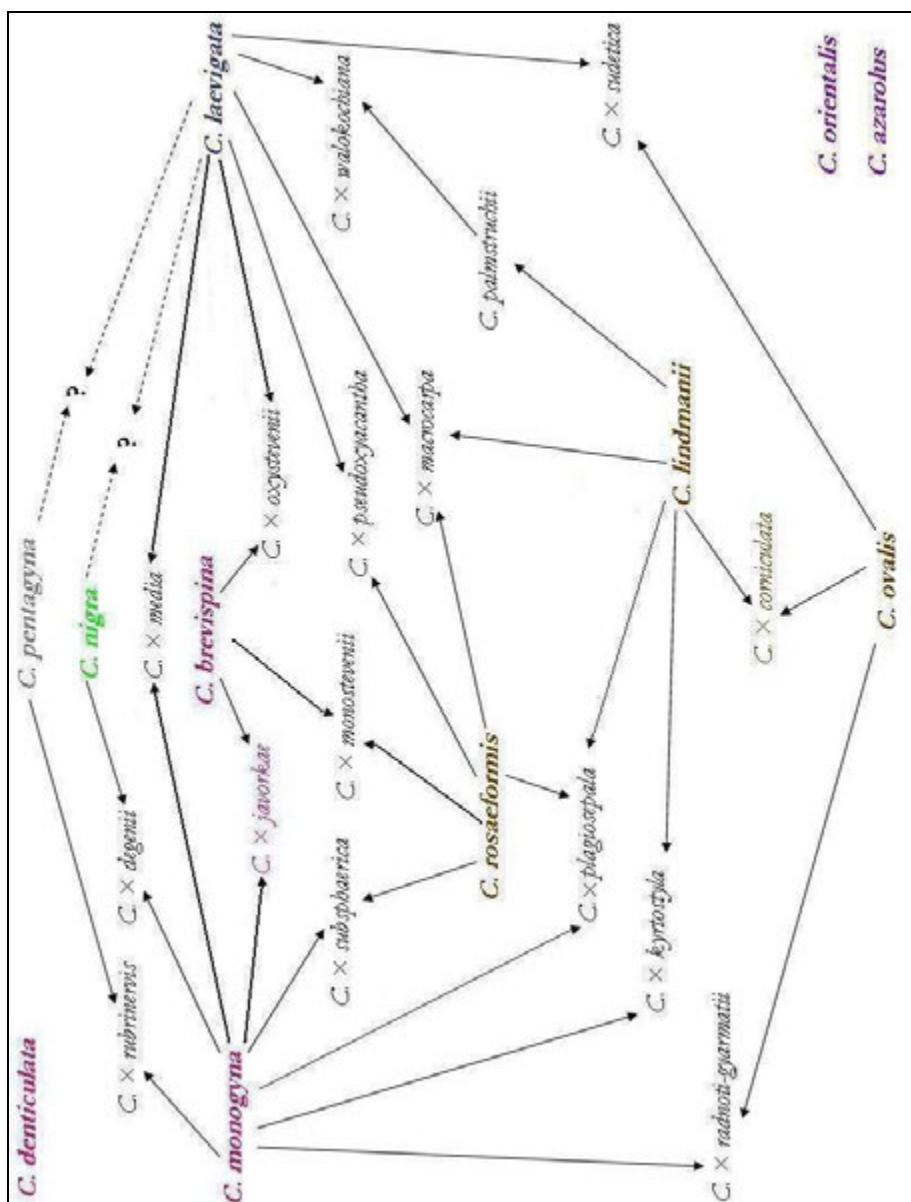 C. denticulata
C. pentagyna
?
C. nigra
?
C. × rubrinervis
C. × degenii
C. × media
C. monogyna
C. brevispina
C. laevigata
C. × javorkae
C. × oxystevenii
C. × subsphaerica
C. × monostevenii
C. × pseudoxyacantha
C. × walokochiana
C. × macrocarpa
C. rosaeformis
C. palmstruchii
C.× plagiosepala
C. × sudetica
C. × kyrtostyla
C. lindmanii
C. × radnoti-gyarmatii
C. × corniculata
C. orientalis
C. ovalis
C. azarolus